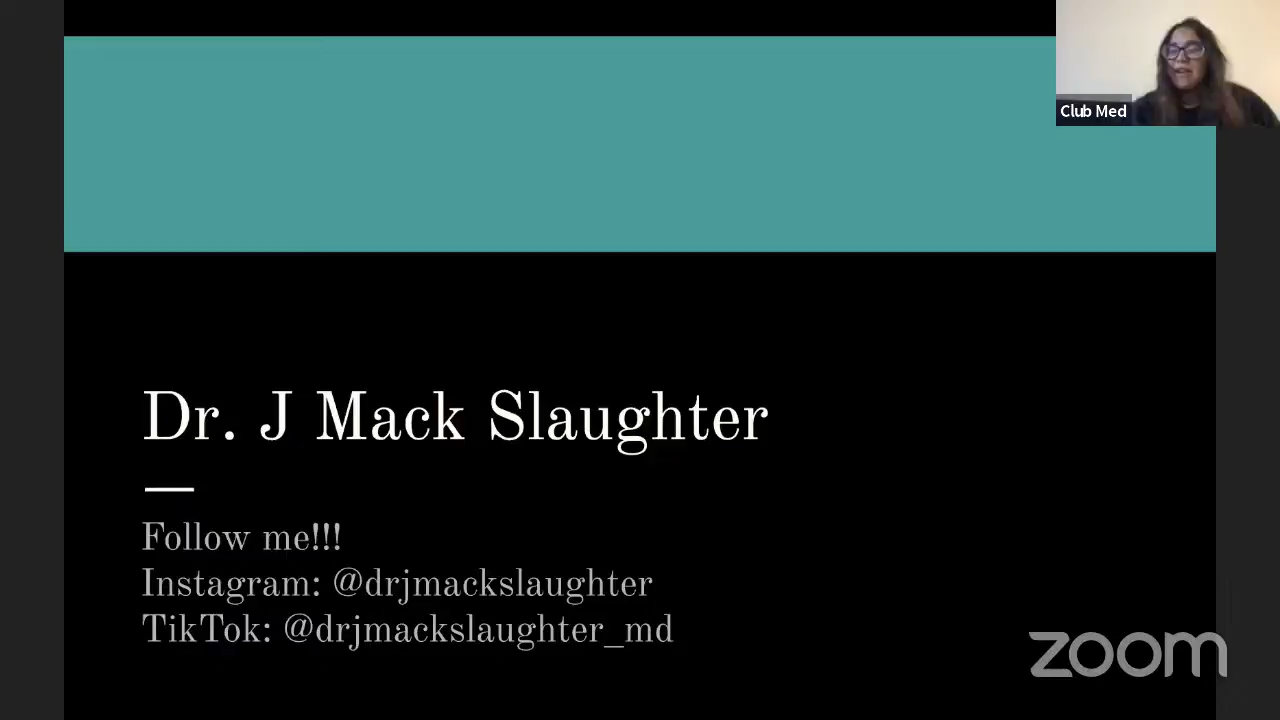 Club Med
Dr. J Mack Slaughter
Follow me!!!
Instagram: @drjmackslaughter
TikTok: @drjmackslaughter_md
zoom